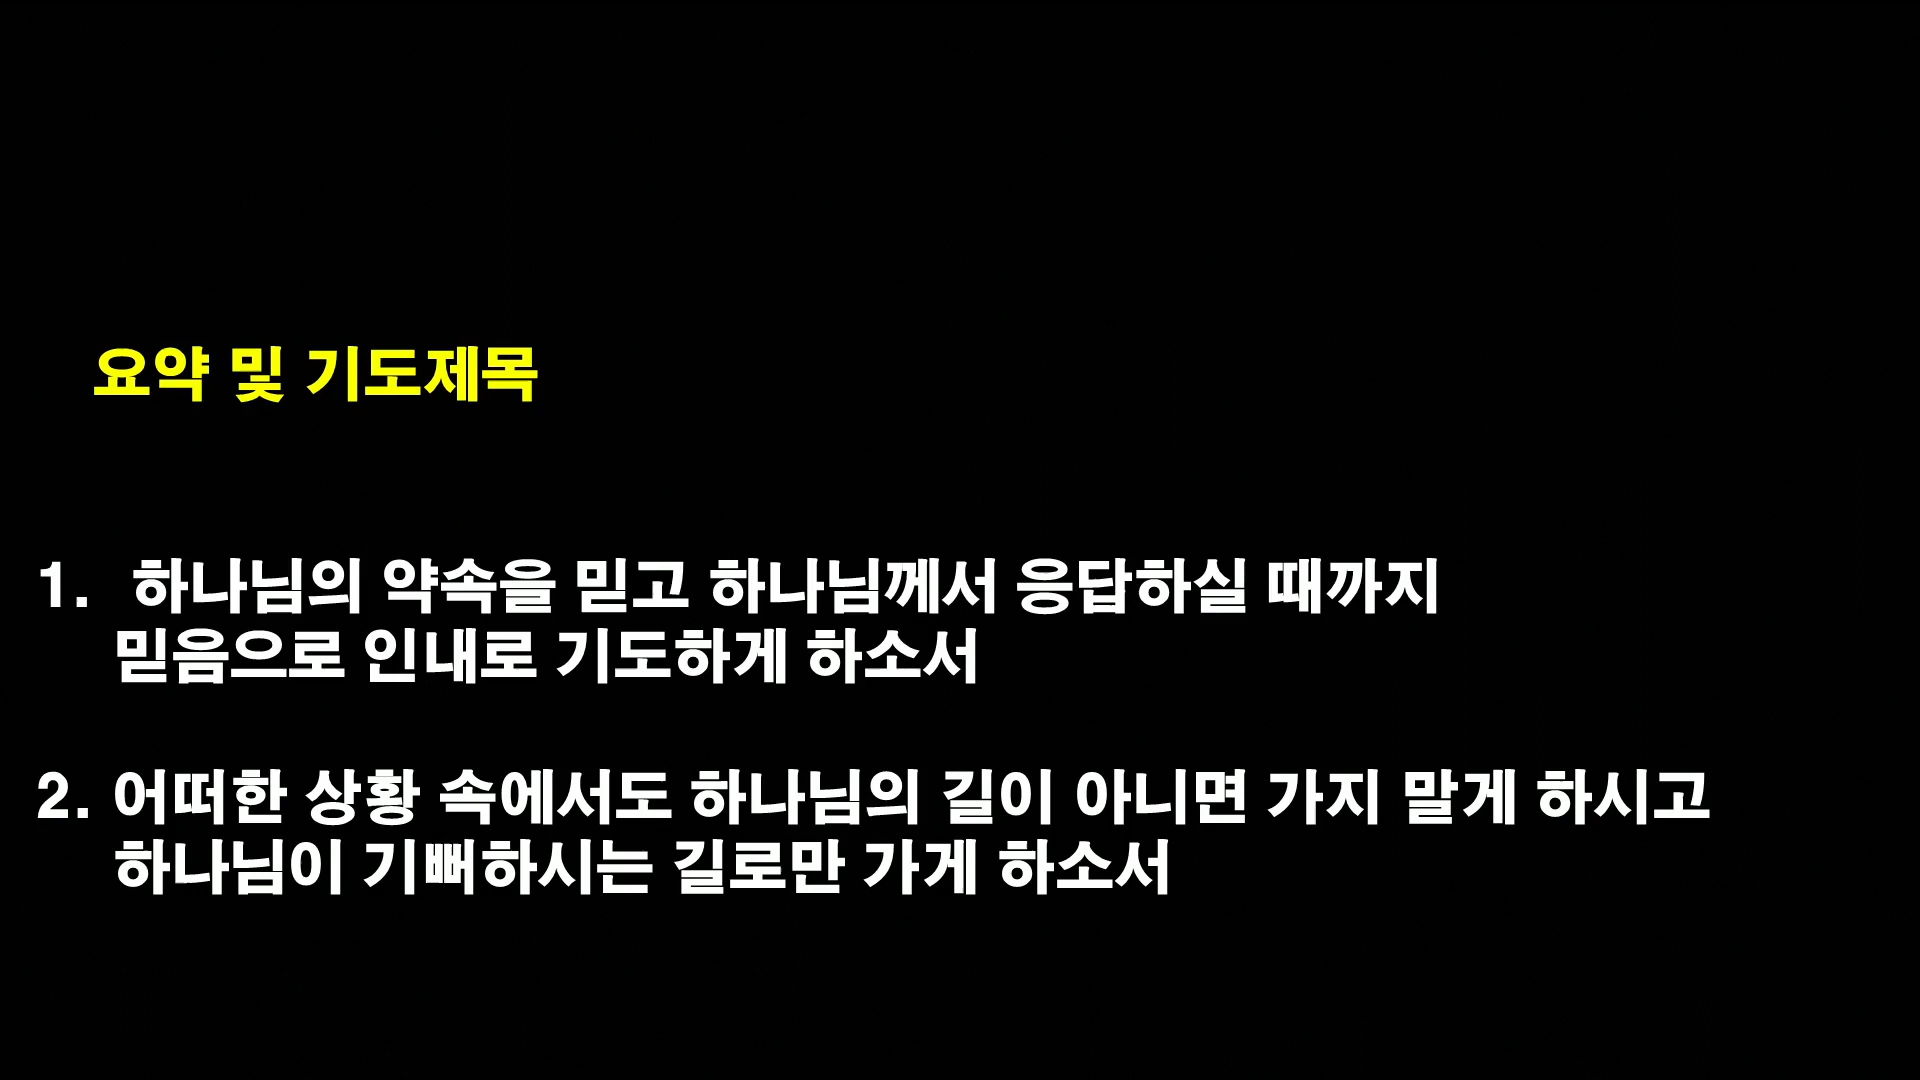 요약 및 기도제목
1. 하나님의 약속을 믿고 하나님께서 응답하실 때까지
믿음으로 인내로 기도하게 하소서
2. 어떠한 상황 속에서도 하나님의 길이 아니면 가지 말게 하시고
하나님이 기뻐하시는 길로만 가게 하소서